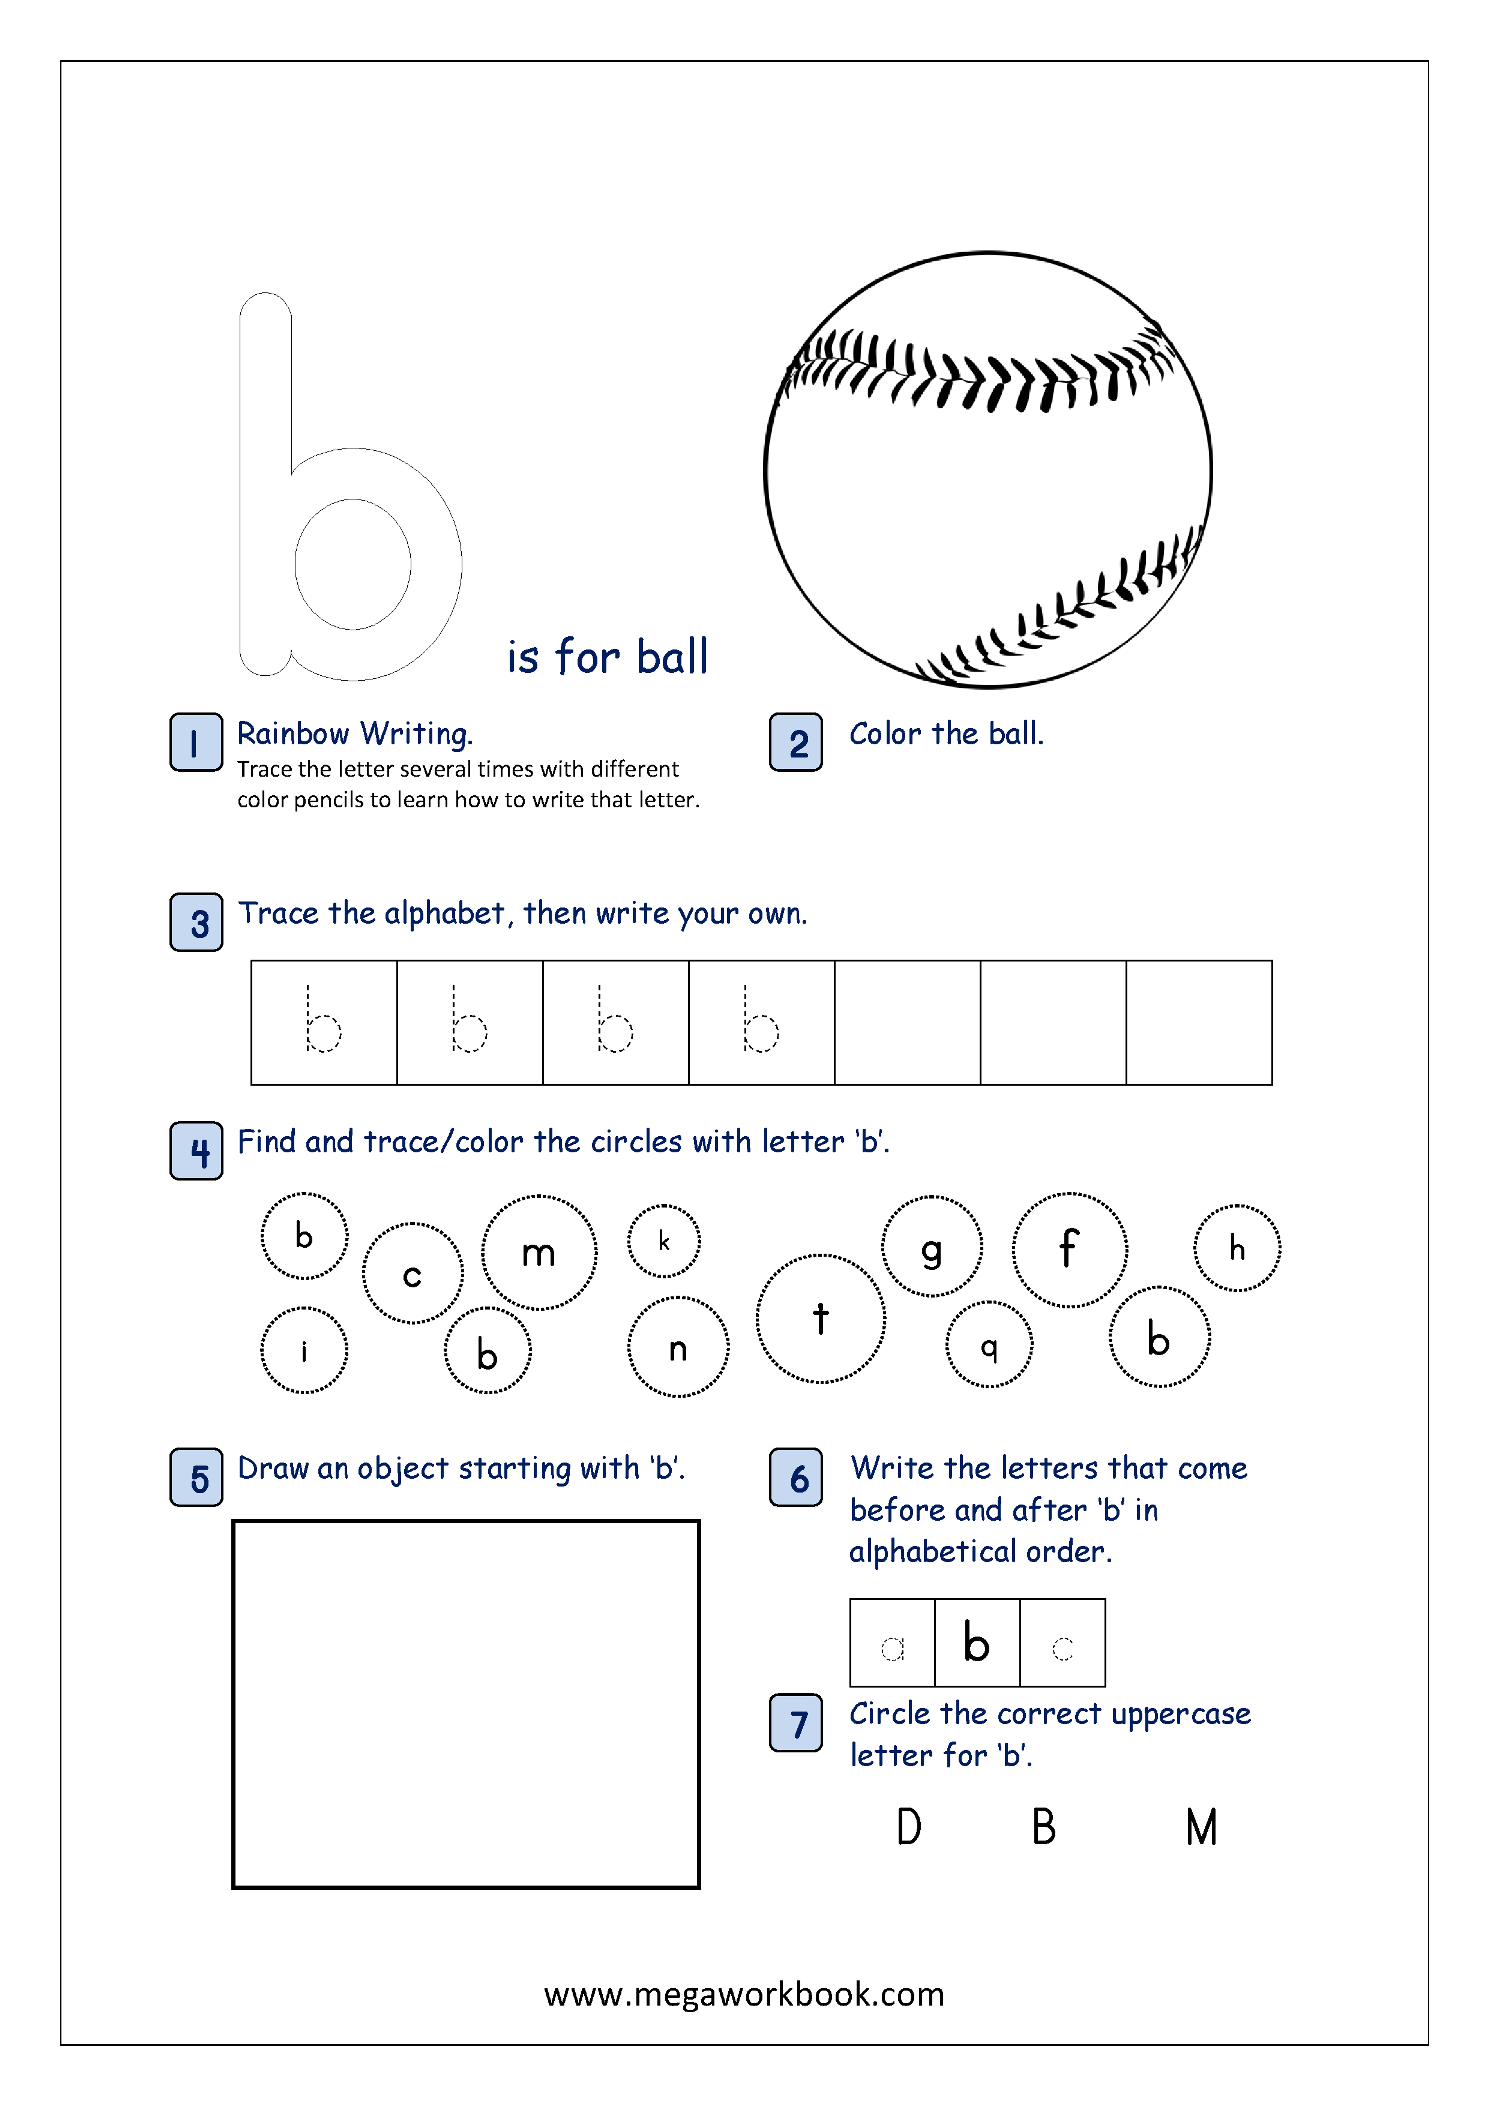 b is for ball
1 Rainbow Writing.
Trace the letter several times with different
color pencils to learn how to write that letter.
2 Color the ball.
3 Trace the alphabet, then write your own.
b b b b
4 Find and trace/color the circles with letter ‘b’.
b c m k g f h
i b n t q b
5 Draw an object starting with ‘b’.
6 Write the letters that come
before and after ‘b’ in
alphabetical order.
a b c
7 Circle the correct uppercase
letter for ‘b’.
D B M
www.megaworkbook.com